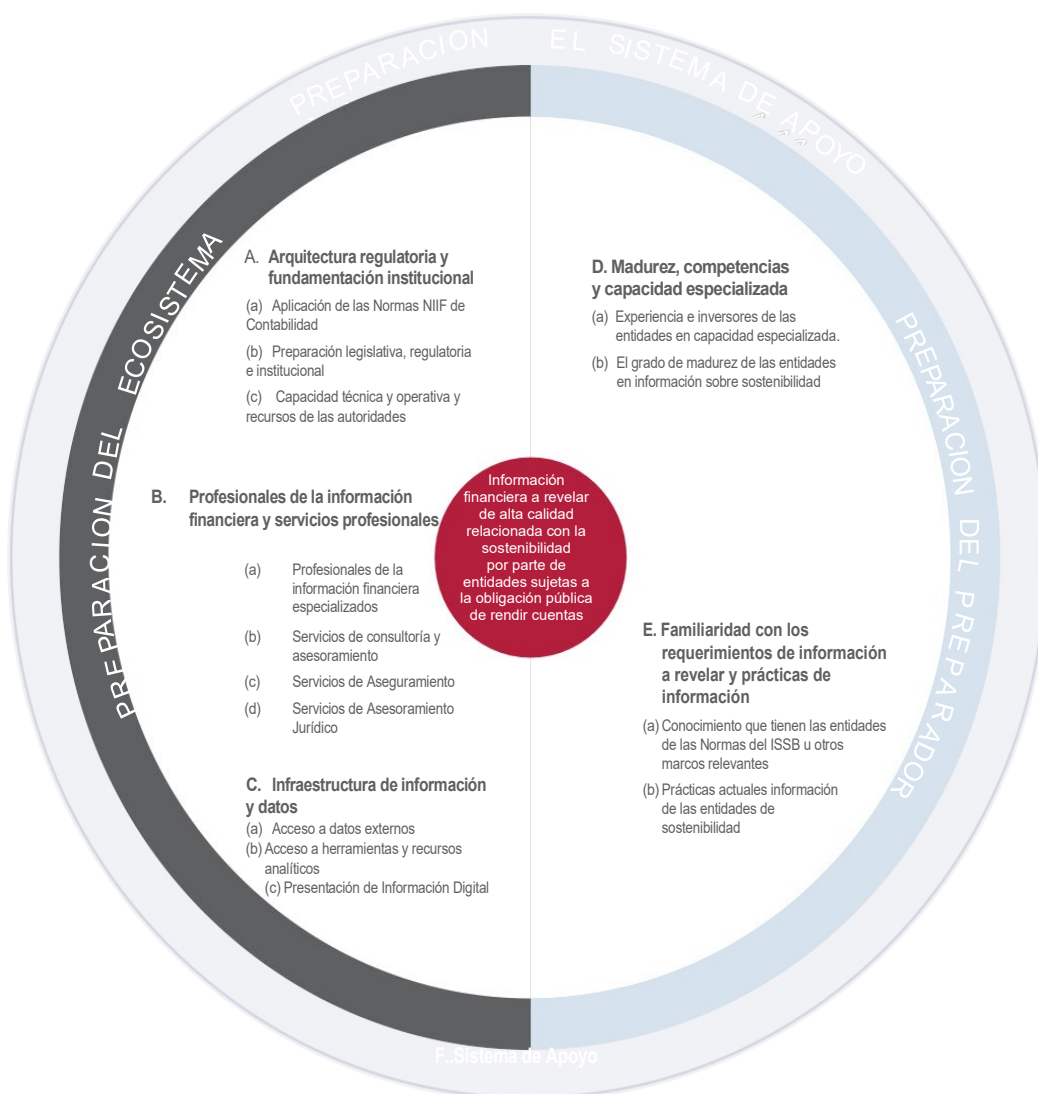 PREPARACION EL SISTEMA DE APOYO
PREPARACION DEL ECOSISTEMA
A. Arquitectura regulatoria y
fundamentación institucional
(a) Aplicación de las Normas NIIF de
Contabilidad
(b) Preparación legislativa, regulatoria
e institucional
(c) Capacidad técnica y operativa y
recursos de las autoridades
B. Profesionales de la información
financiera y servicios profesionales
(a) Profesionales de la
información financiera
especializados
(b) Servicios de consultoría y
asesoramiento
(c) Servicios de Aseguramiento
(d) Servicios de Asesoramiento
Jurídico
C. Infraestructura de información
y datos
(a) Acceso a datos externos
(b) Acceso a herramientas y recursos
analíticos
(c) Presentación de Información Digital
Información
financiera a revelar
de alta calidad
relacionada con la
sostenibilidad
por parte de
entidades sujetas a
la obligación pública
de rendir cuentas
D. Madurez, competencias
y capacidad especializada
(a) Experiencia e inversores de las
entidades en capacidad especializada.
(b) El grado de madurez de las entidades
en información sobre sostenibilidad
E. Familiaridad con los
requerimientos de información
a revelar y prácticas de
información
(a) Conocimiento que tienen las entidades
de las Normas del ISSB u otros
marcos relevantes
(b) Prácticas actuales información
de las entidades de
sostenibilidad
PREPARACION DEL PREPARADOR
F..Sistema de Apoyo